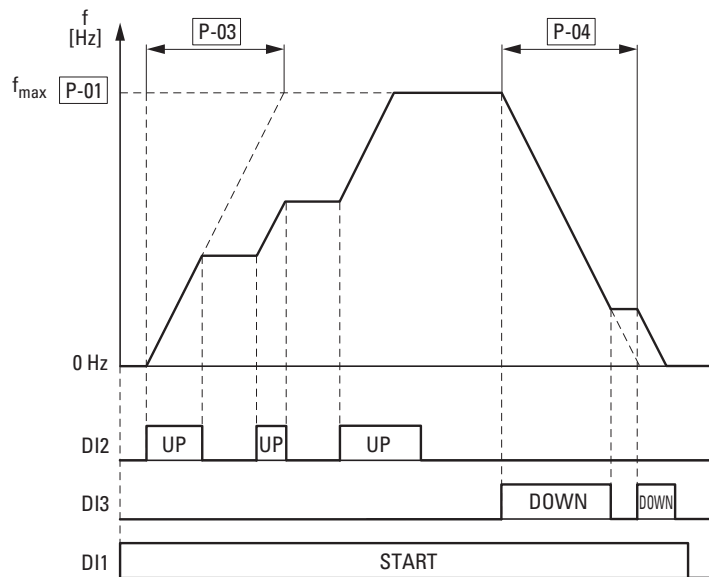 f
[Hz]
P-03
P-04
fmax P-01
0 Hz
DI2 UP UP UP
DI3 DOWN DOWN
DI1 START